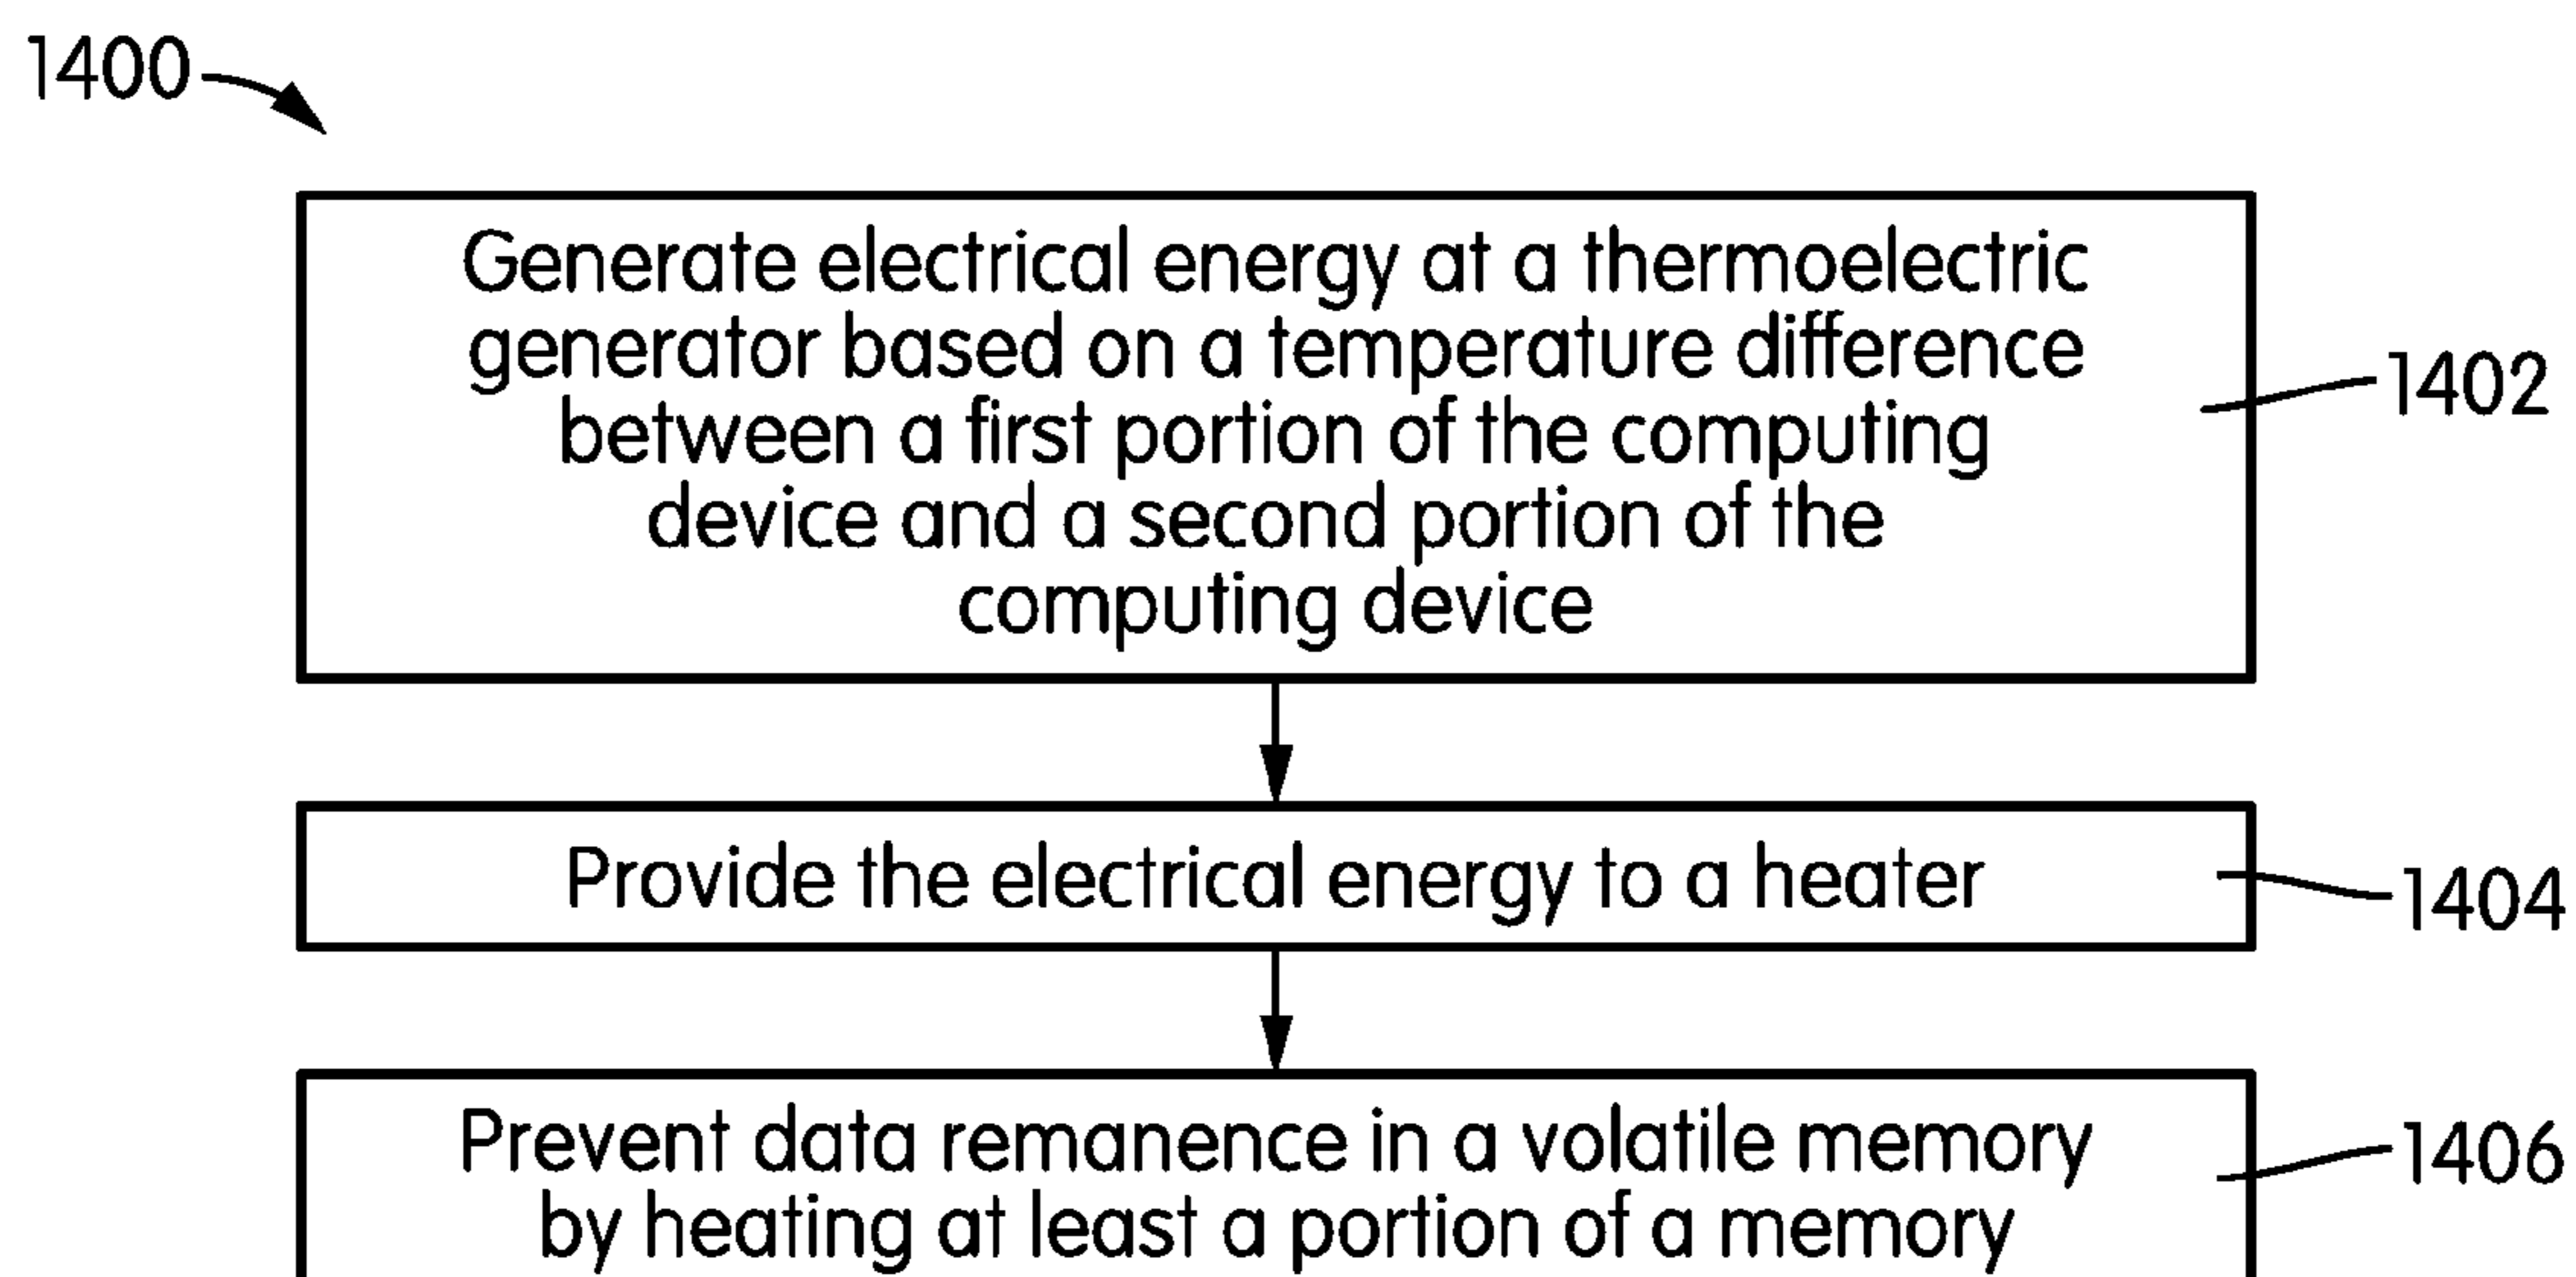 1400
Generate electrical energy at a thermoelectric
generator based on a temperature difference
between a first portion of the computing
device and a second portion of the
computing device
1402
Provide the electrical energy to a heater
1404
Prevent data remanence in a volatile memory
by heating at least a portion of a memory
1406